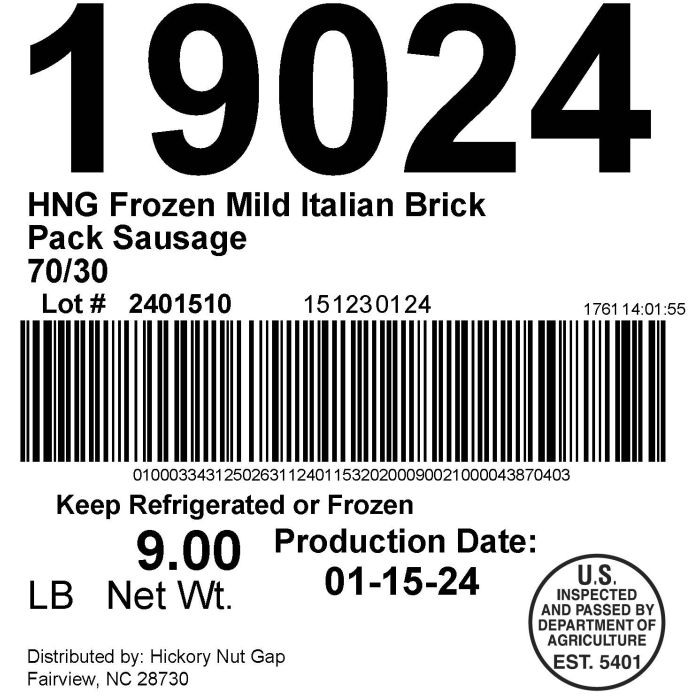 19024
HNG Frozen Mild Italian Brick
Pack Sausage
70/30
Lot # 2401510 151230124 1761 14:01:55
01000334312502631124011532020009002100004387​0403
Keep Refrigerated or Frozen
9.00
LB Net Wt.
Production Date:
01-15-24
U.S.
INSPECTED
AND PASSED BY
DEPARTMENT OF
AGRICULTURE
EST. 5401
Distributed by: Hickory Nut Gap
Fairview, NC 28730